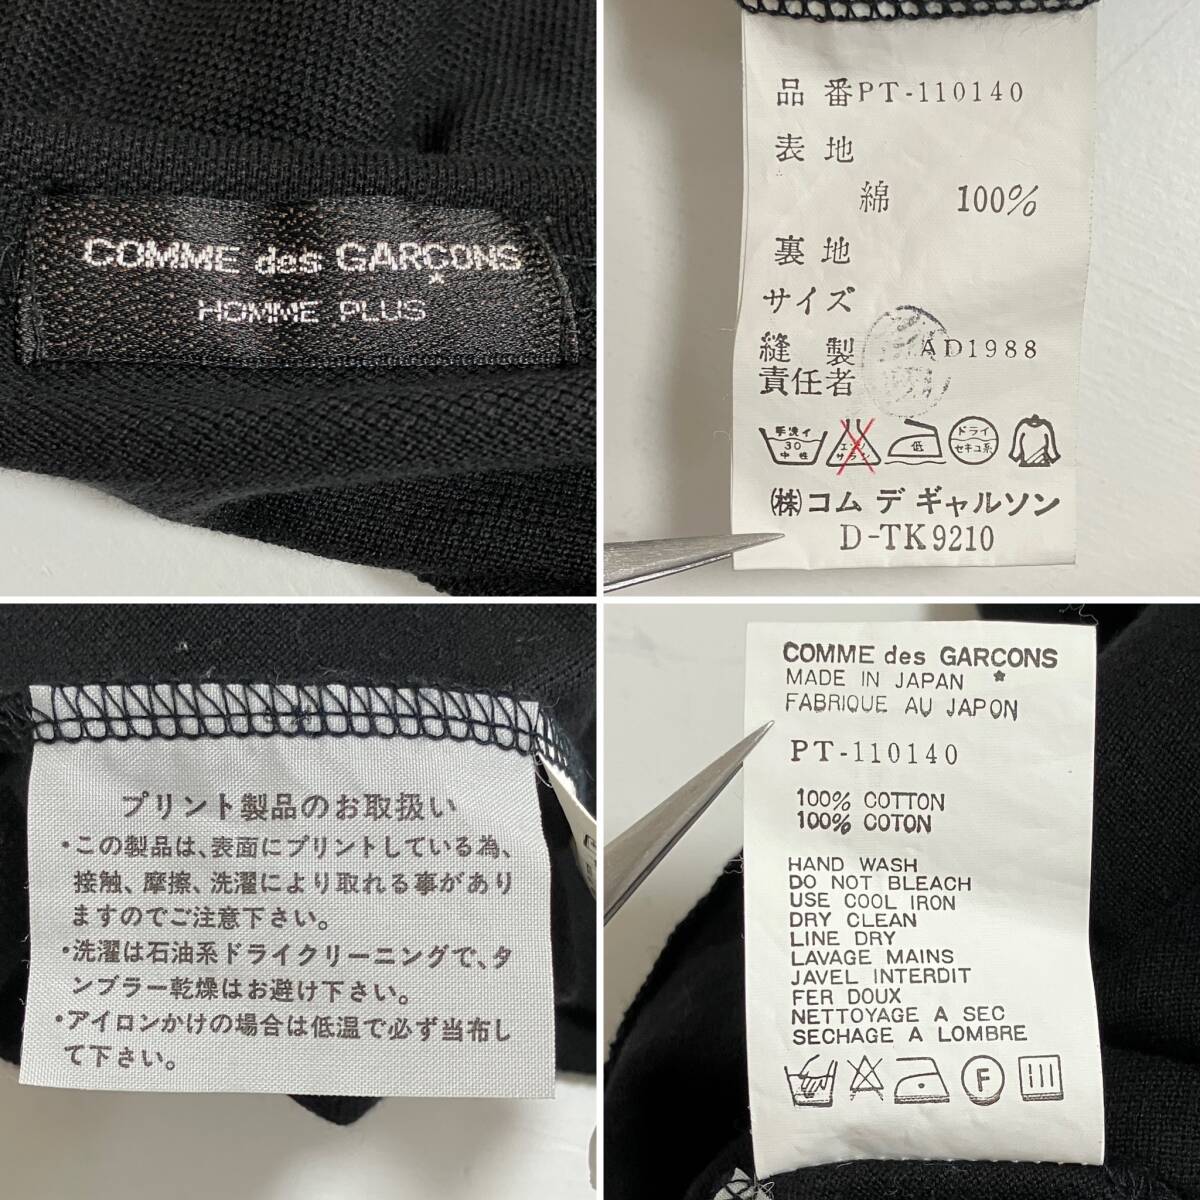 COMME des GARÇONS
HOMME PLUS
品番PT-110140
表地
綿 100%
裏地
サイズ
縫製 AD1988
責任者
手洗イ
30
中性
エンソ
サラシ
低
ドライ
セキユ系
㈱コム デ ギャルソン
D-TK9210
プリント製品のお取扱い
・この製品は、表面にプリントしている為、
接触、摩擦、洗濯により取れる事があり
ますのでご注意下さい。
・洗濯は石油系ドライクリーニングで、タ
ンブラー乾燥はお避け下さい。
・アイロンかけの場合は低温で必ず当布し
て下さい。
COMME des GARÇONS
MADE IN JAPAN
FABRIQUE AU JAPON
PT-110140
100% COTTON
100% COTON
HAND WASH
DO NOT BLEACH
USE COOL IRON
DRY CLEAN
LINE DRY
LAVAGE MAINS
JAVEL INTERDIT
FER DOUX
NETTOYAGE A SEC
SECHAGE A LOMBRE
F